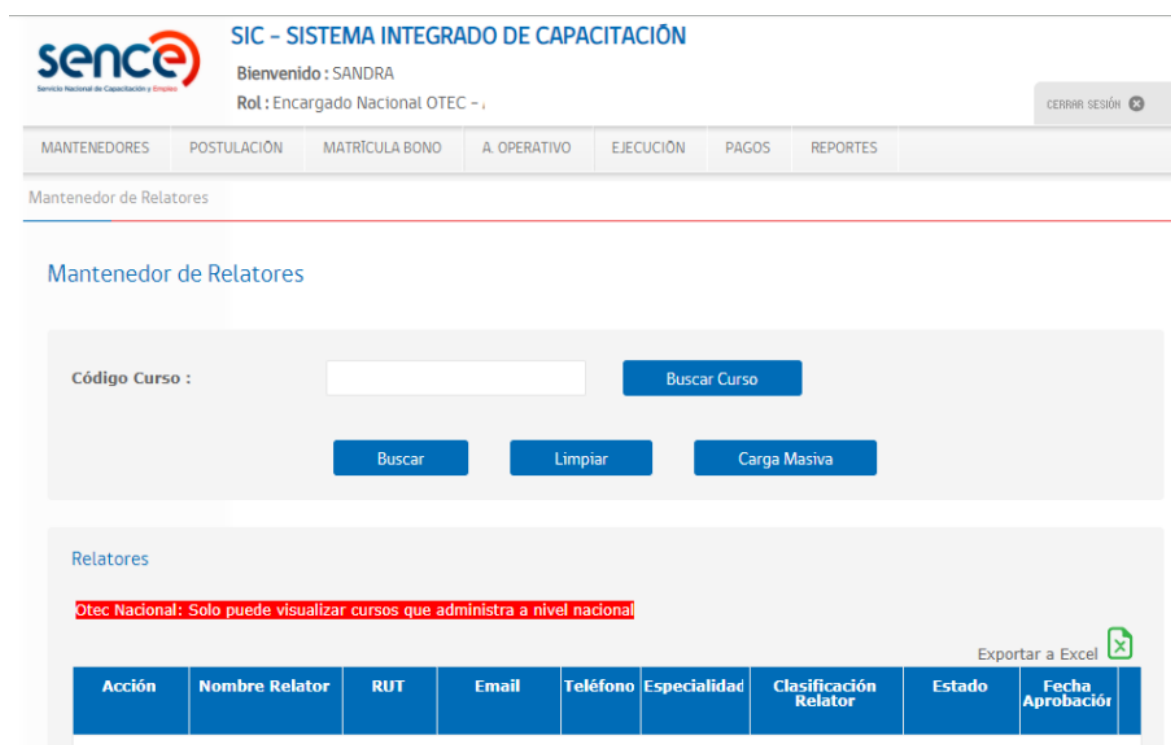 sence
Servicio Nacional de Capacitación y Empleo
SIC – SISTEMA INTEGRADO DE CAPACITACIÓN
Bienvenido : SANDRA
Rol : Encargado Nacional OTEC -
CERRAR SESIÓN
MANTENEDORES POSTULACIÓN MATRÍCULA BONO A. OPERATIVO EJECUCIÓN PAGOS REPORTES
Mantenedor de Relatores
Mantenedor de Relatores
Código Curso :
Buscar Curso
Buscar Limpiar Carga Masiva
Relatores
Otec Nacional: Solo puede visualizar cursos que administra a nivel nacional
Exportar a Excel
Acción Nombre Relator RUT Email Teléfono Especialidad Clasificación Relator Estado Fecha Aprobación